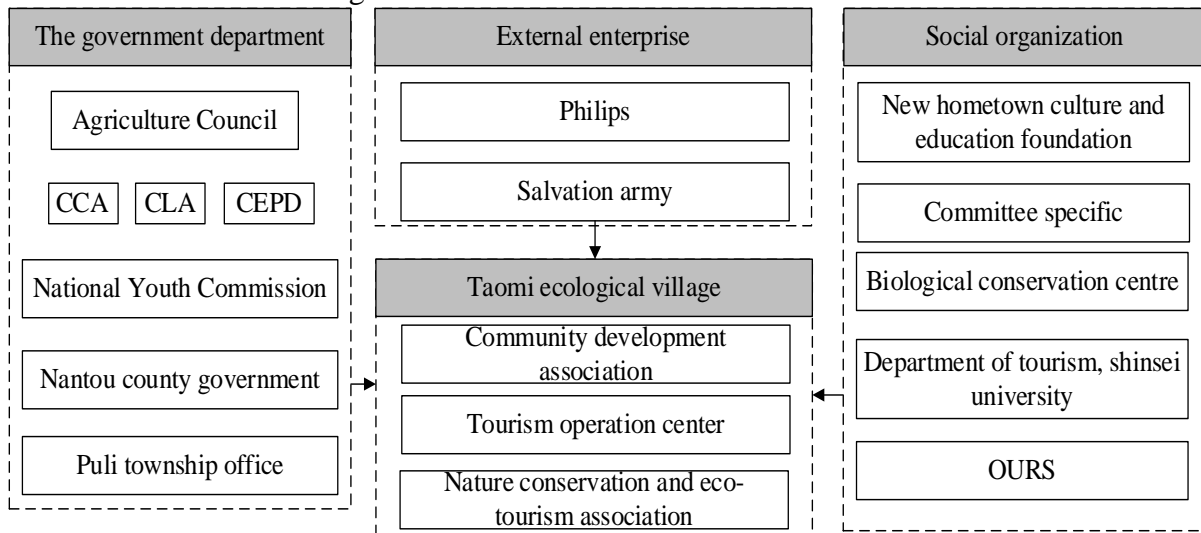 The government department
Agriculture Council
CCA
CLA
CEPD
National Youth Commission
Nantou county government
Puli township office
External enterprise
Philips
Salvation army
Taomi ecological village
Community development
association
Tourism operation center
Nature conservation and eco-
tourism association
Social organization
New hometown culture and
education foundation
Committee specific
Biological conservation centre
Department of tourism, shinsei
university
OURS